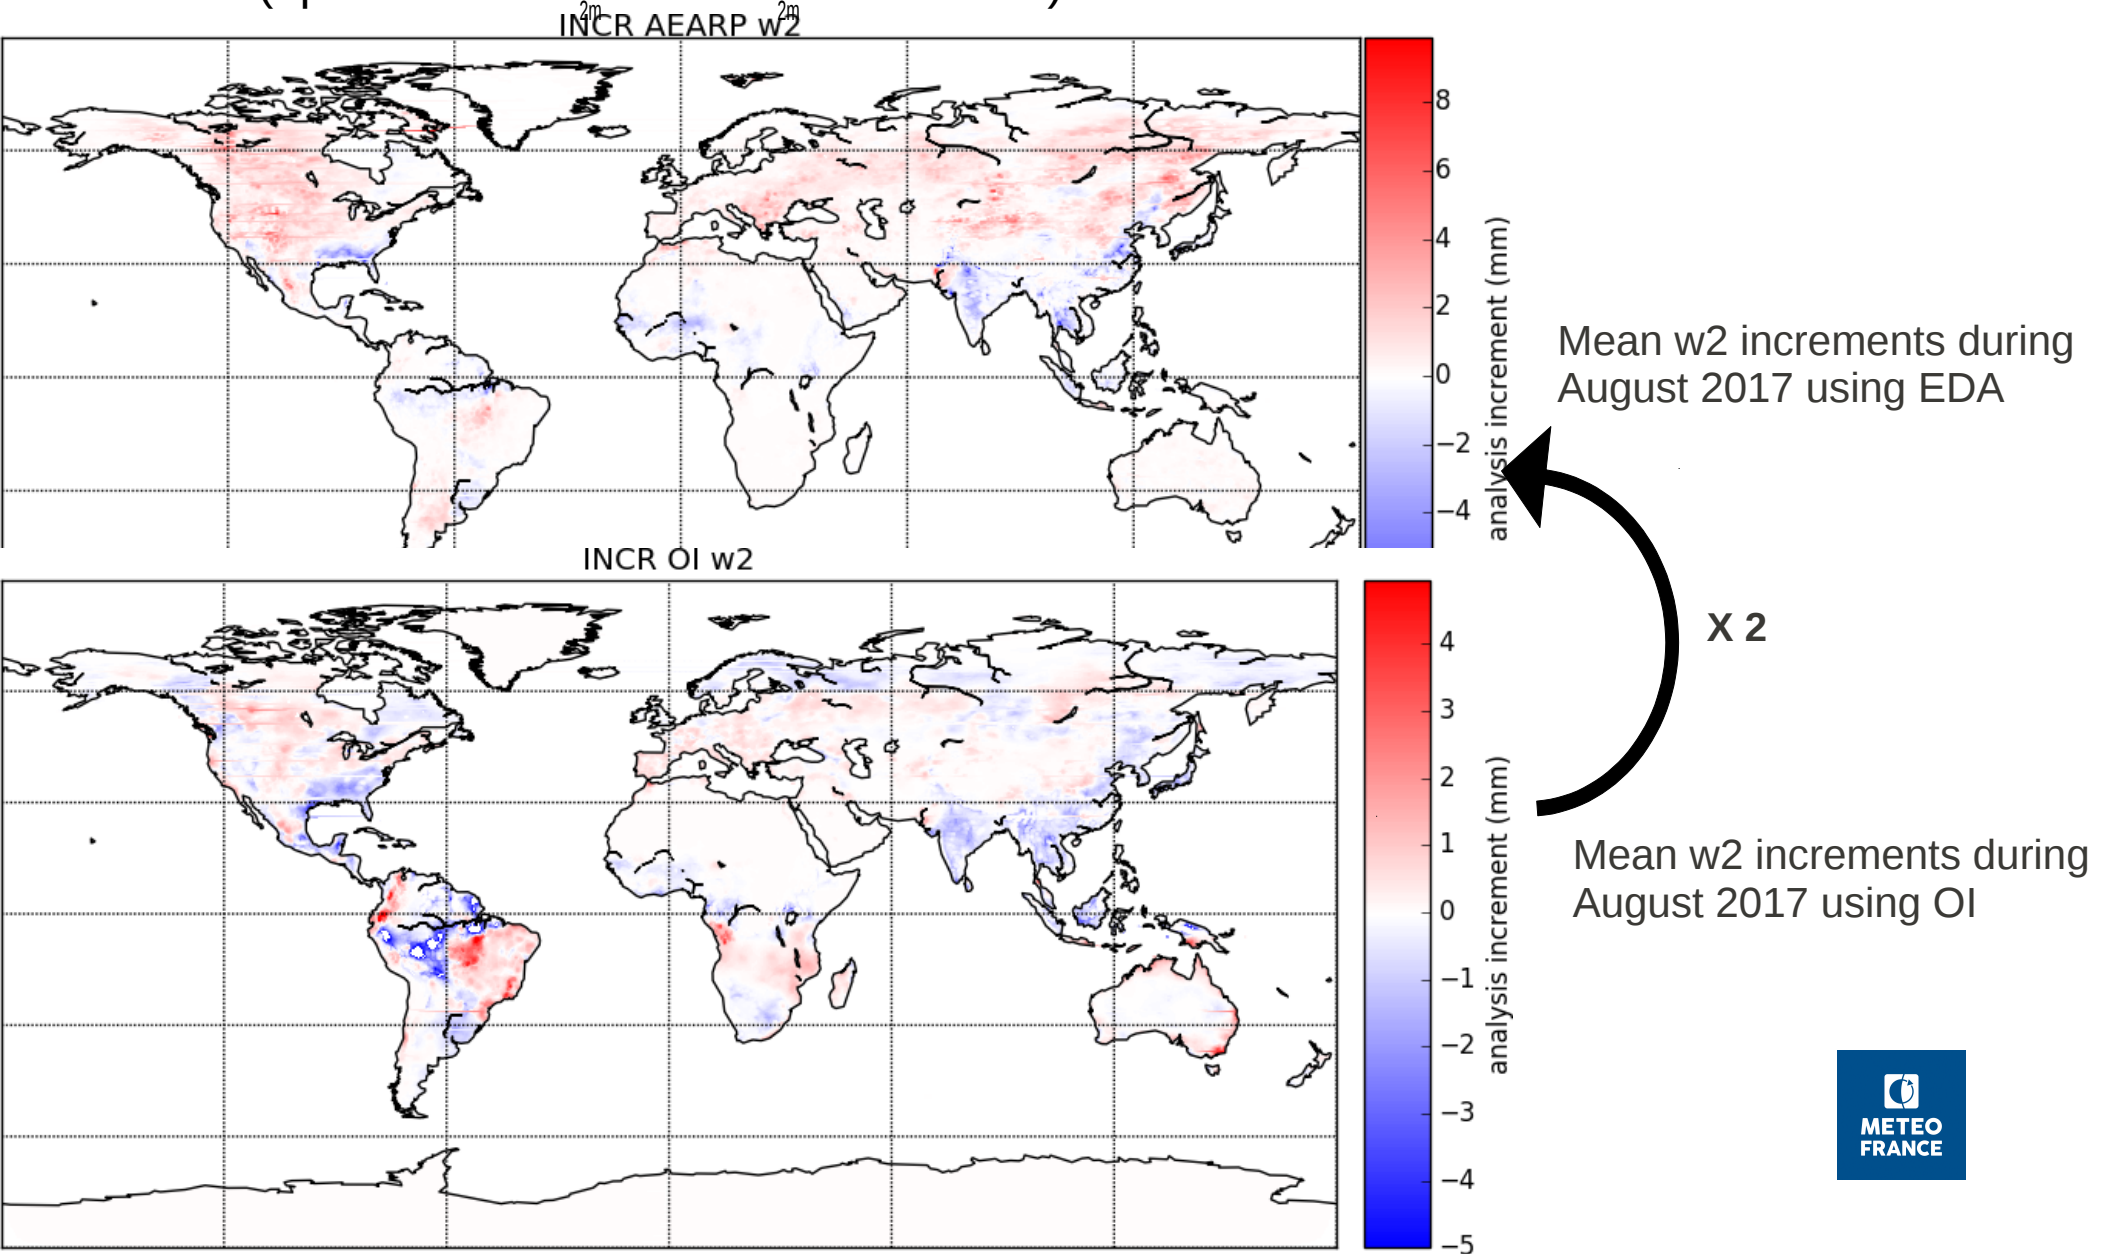 2m 2m
INCR AEARP w2
8
6
4
2
0
−2
−4
analysis increment (mm)
Mean w2 increments during
August 2017 using EDA
X 2
INCR OI w2
4
3
2
1
0
−1
−2
−3
−4
−5
analysis increment (mm)
Mean w2 increments during
August 2017 using OI
METEO
FRANCE